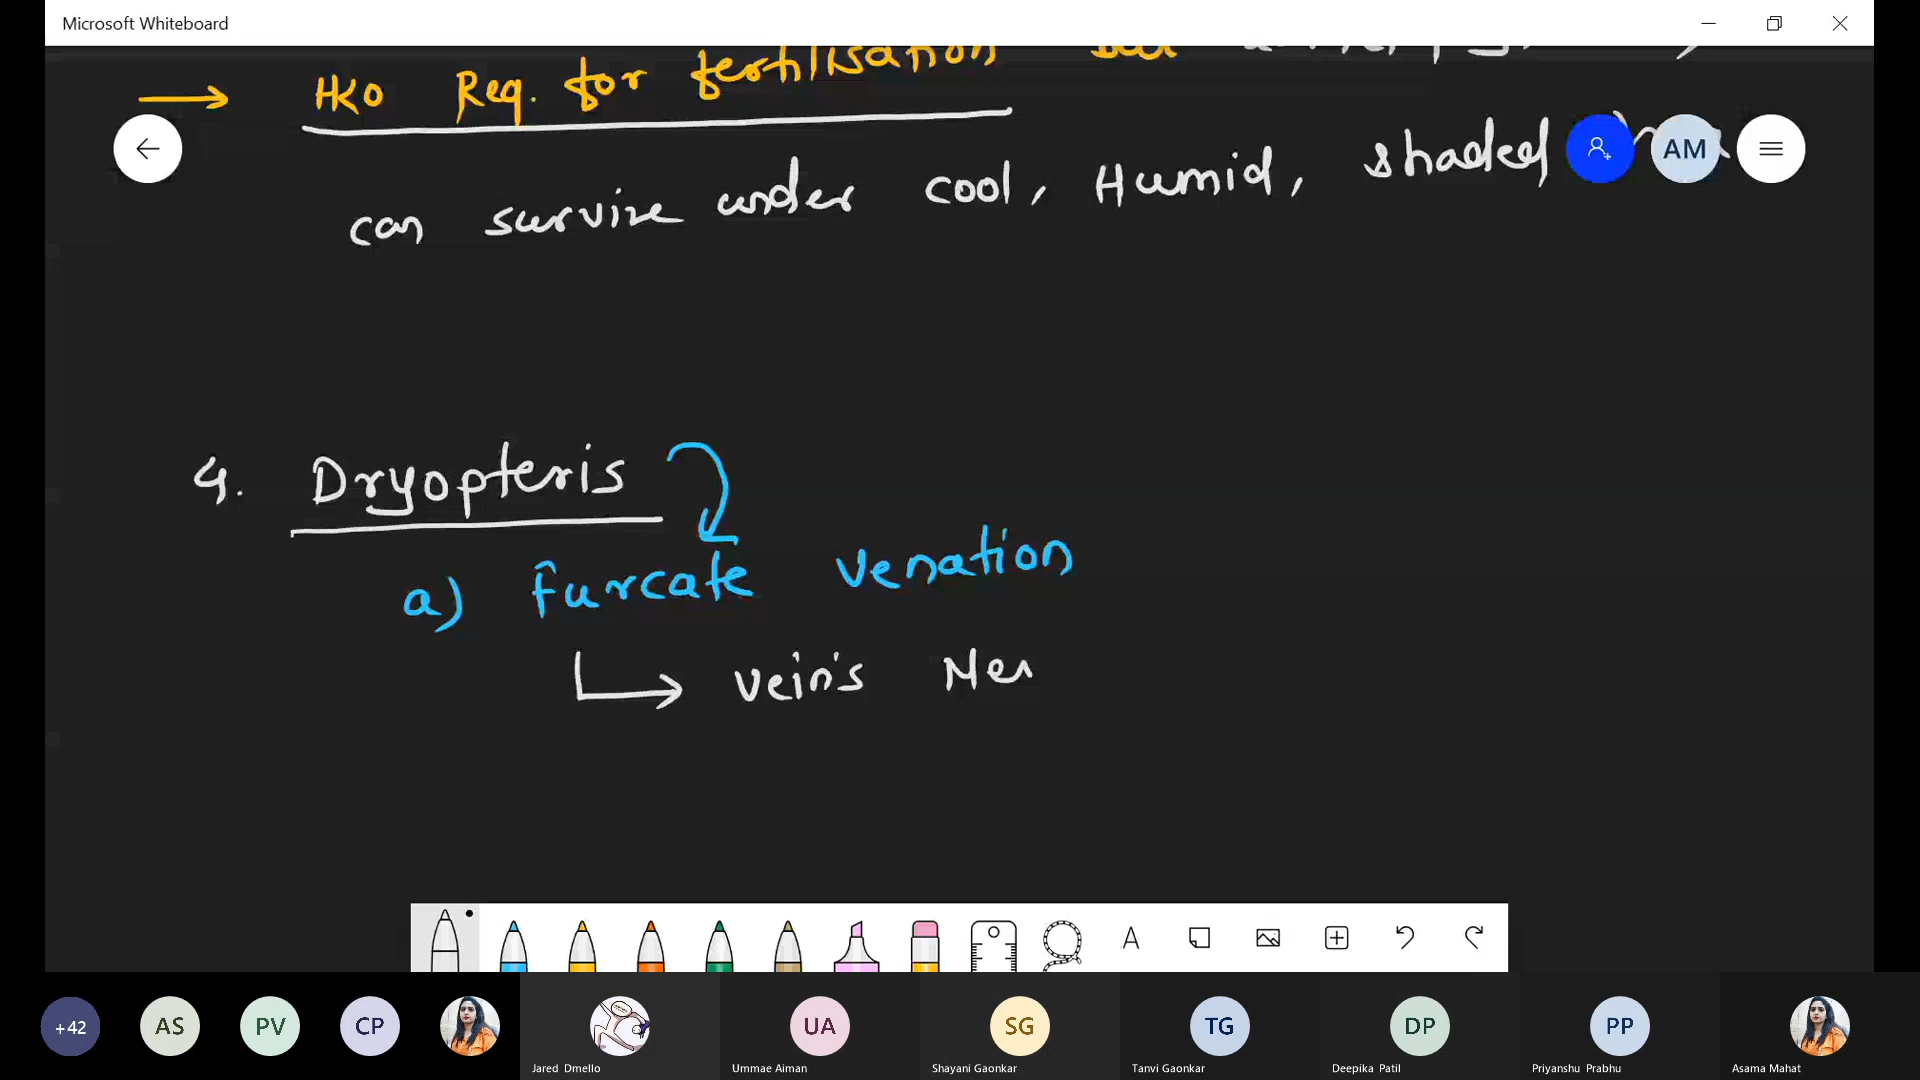 Microsoft Whiteboard
→ H2O Req. for fertilisation
can survive under cool, Humid, shaded
AM
4. Dryopteris
a) Furcate venation
↳ vein's
A
+42 AS PV CP UA SG TG DP PP
Jared Dmello Ummae Aiman Shayani Gaonkar Tanvi Gaonkar Deepika Patil Priyanshu Prabhu Asama Mahat